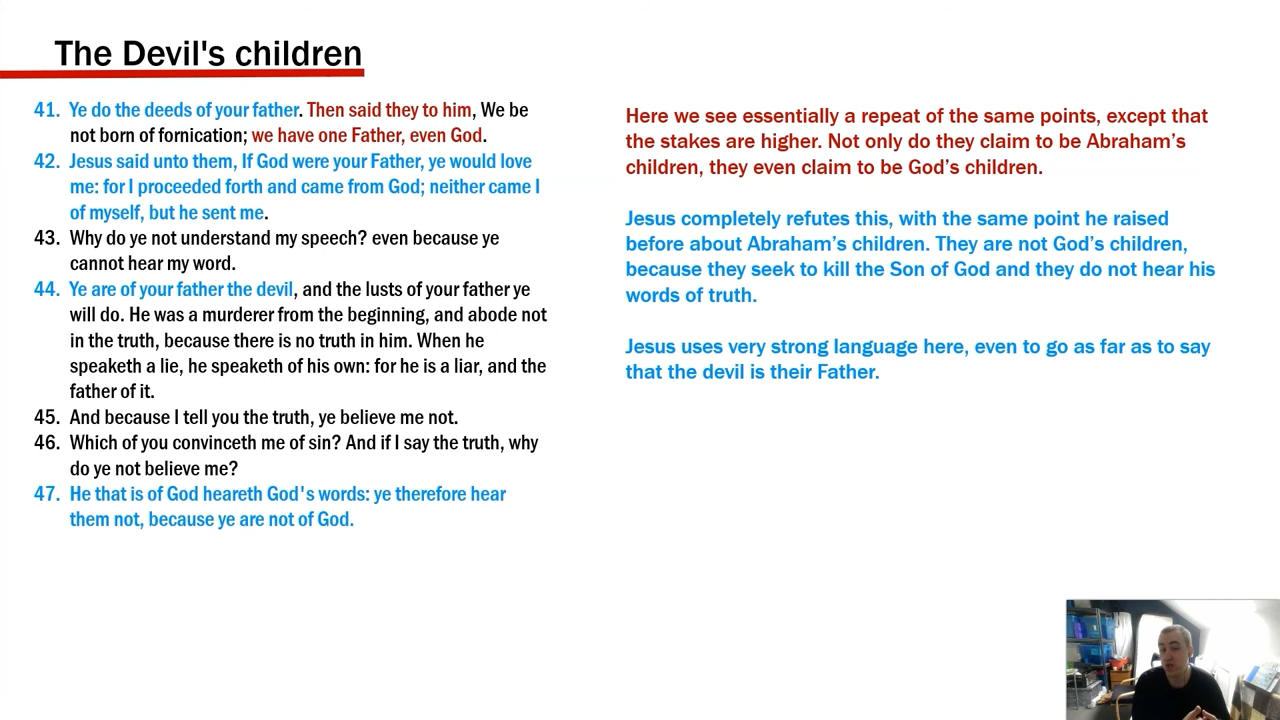 The Devil's children
41. Ye do the deeds of your father. Then said they to him, We be
not born of fornication; we have one Father, even God.
42. Jesus said unto them, If God were your Father, ye would love
me: for I proceeded forth and came from God; neither came I
of myself, but he sent me.
43. Why do ye not understand my speech? even because ye
cannot hear my word.
44. Ye are of your father the devil, and the lusts of your father ye
will do. He was a murderer from the beginning, and abode not
in the truth, because there is no truth in him. When he
speaketh a lie, he speaketh of his own: for he is a liar, and the
father of it.
45. And because I tell you the truth, ye believe me not.
46. Which of you convinceth me of sin? And if I say the truth, why
do ye not believe me?
47. He that is of God heareth God's words: ye therefore hear
them not, because ye are not of God.
Here we see essentially a repeat of the same points, except that
the stakes are higher. Not only do they claim to be Abraham’s
children, they even claim to be God’s children.
Jesus completely refutes this, with the same point he raised
before about Abraham’s children. They are not God’s children,
because they seek to kill the Son of God and they do not hear his
words of truth.
Jesus uses very strong language here, even to go as far as to say
that the devil is their Father.